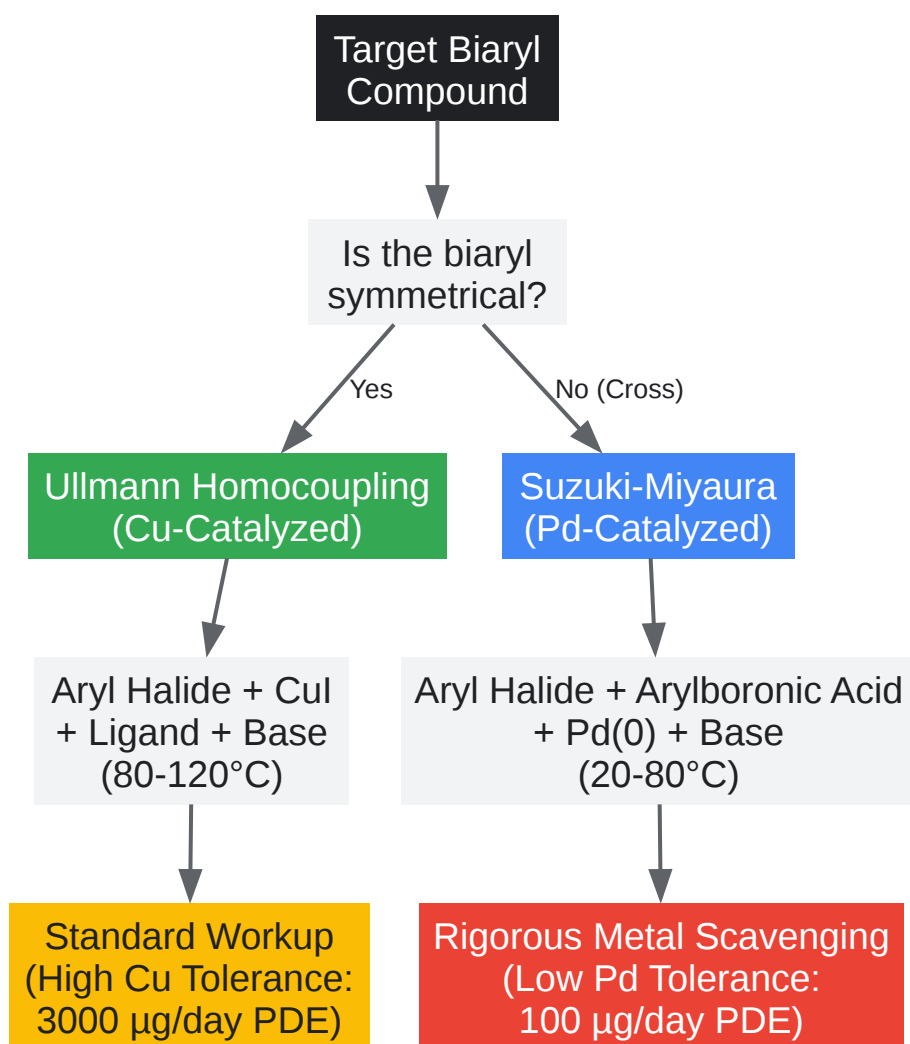 Target Biaryl
Compound
Is the biaryl
symmetrical?
Yes
No (Cross)
Ullmann Homocoupling
(Cu-Catalyzed)
Suzuki-Miyaura
(Pd-Catalyzed)
Aryl Halide + CuI
+ Ligand + Base
(80-120°C)
Aryl Halide + Arylboronic Acid
+ Pd(0) + Base
(20-80°C)
Standard Workup
(High Cu Tolerance:
3000 µg/day PDE)
Rigorous Metal Scavenging
(Low Pd Tolerance:
100 µg/day PDE)